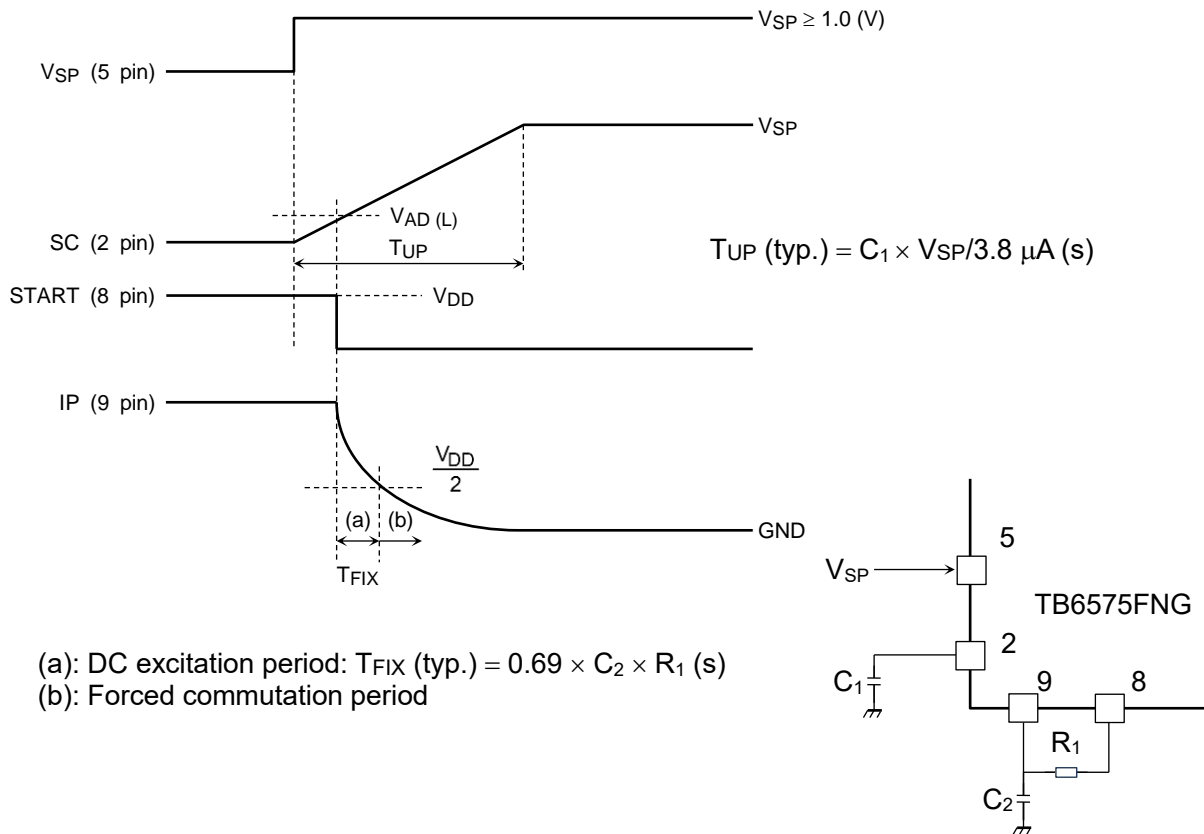 VSP ≥ 1.0 (V)
VSP (5 pin)
VSP
VAD (L)
SC (2 pin)
TUP
TUP (typ.) = C1 × VSP/3.8 μA (s)
START (8 pin)
VDD
IP (9 pin)
VDD
2
(a)
(b)
GND
TFIX
5
VSP
TB6575FNG
2
C1
9
8
R1
C2
(a): DC excitation period: TFIX (typ.) = 0.69 × C2 × R1 (s)
(b): Forced commutation period